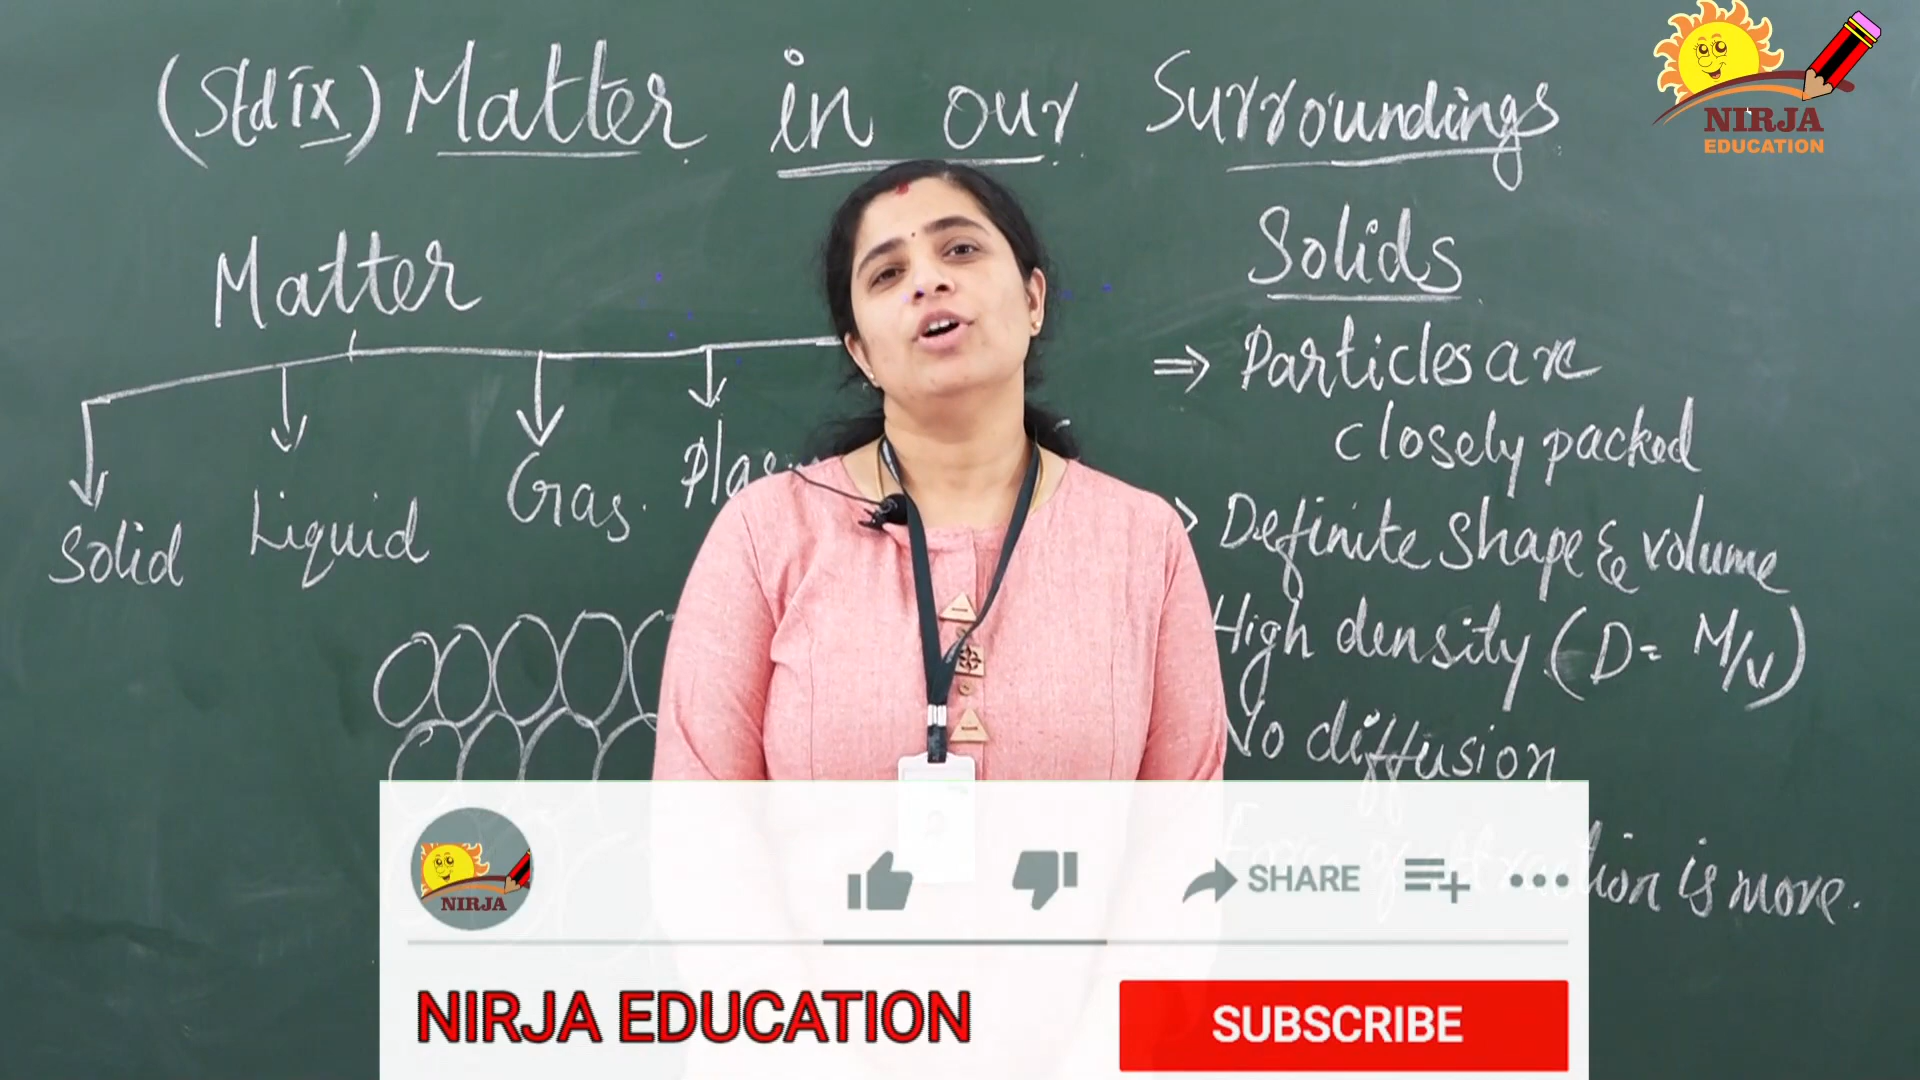 (Std IX) Matter in our Surroundings
NIRJA
EDUCATION
Matter
Solid
Liquid
Gas.
Solids
⇒ Particles are
closely packed
Definite Shape & volume
High density (D= M/V)
No diffusion
is more.
NIRJA
SHARE
NIRJA EDUCATION
SUBSCRIBE